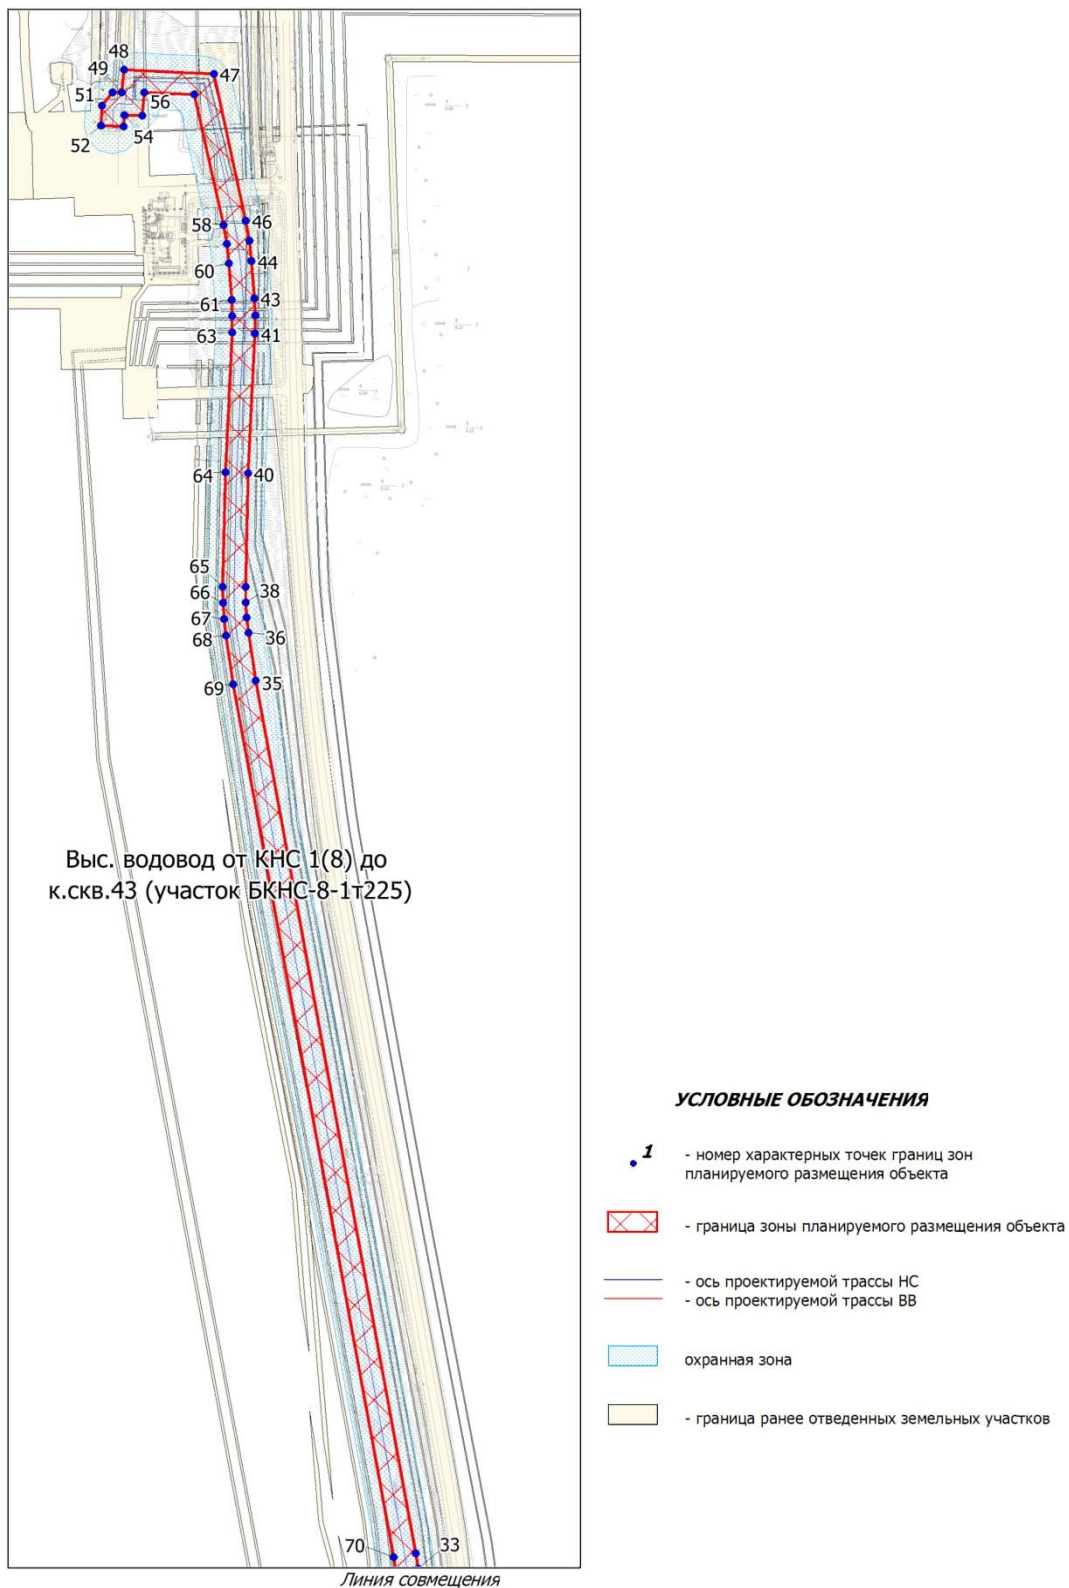 48
49
47
51
56
52
54
58
46
60
44
61
43
63
41
64
40
65
66
38
67
68
36
69
35
Выс. водовод от КНС 1(8) до
к.скв.43 (участок БКНС-8-1т225)
УСЛОВНЫЕ ОБОЗНАЧЕНИЯ
1 - номер характерных точек границ зон
планируемого размещения объекта
- граница зоны планируемого размещения объекта
- ось проектируемой трассы НС
- ось проектируемой трассы ВВ
охранная зона
- граница ранее отведенных земельных участков
70
33
Линия совмещения